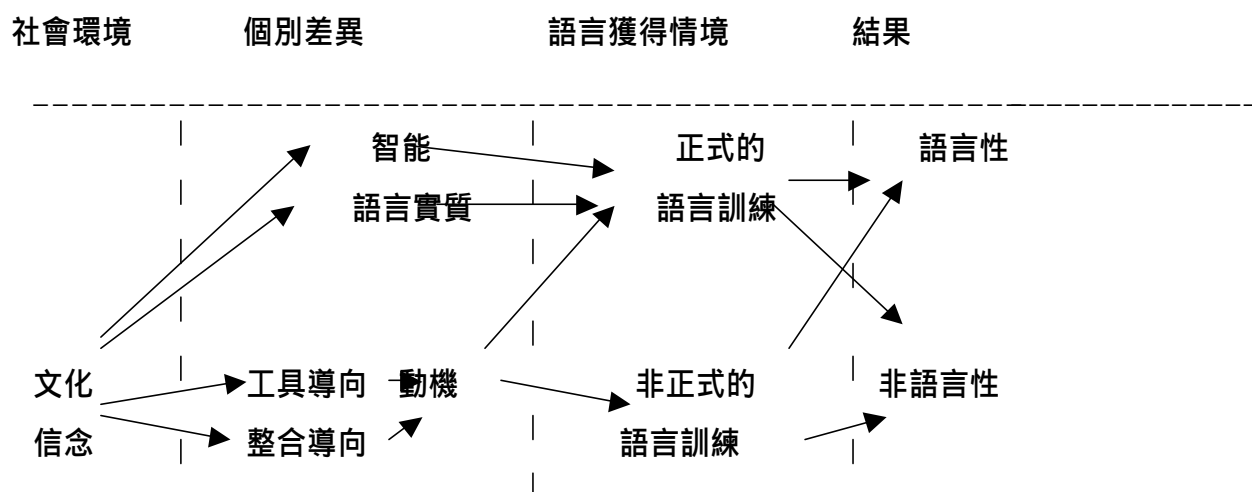 社會環境 個別差異 語言獲得情境 結果
智能 正式的 語言性
語言實質 語言訓練
文化 工具導向 動機 非正式的 非語言性
信念 整合導向 語言訓練